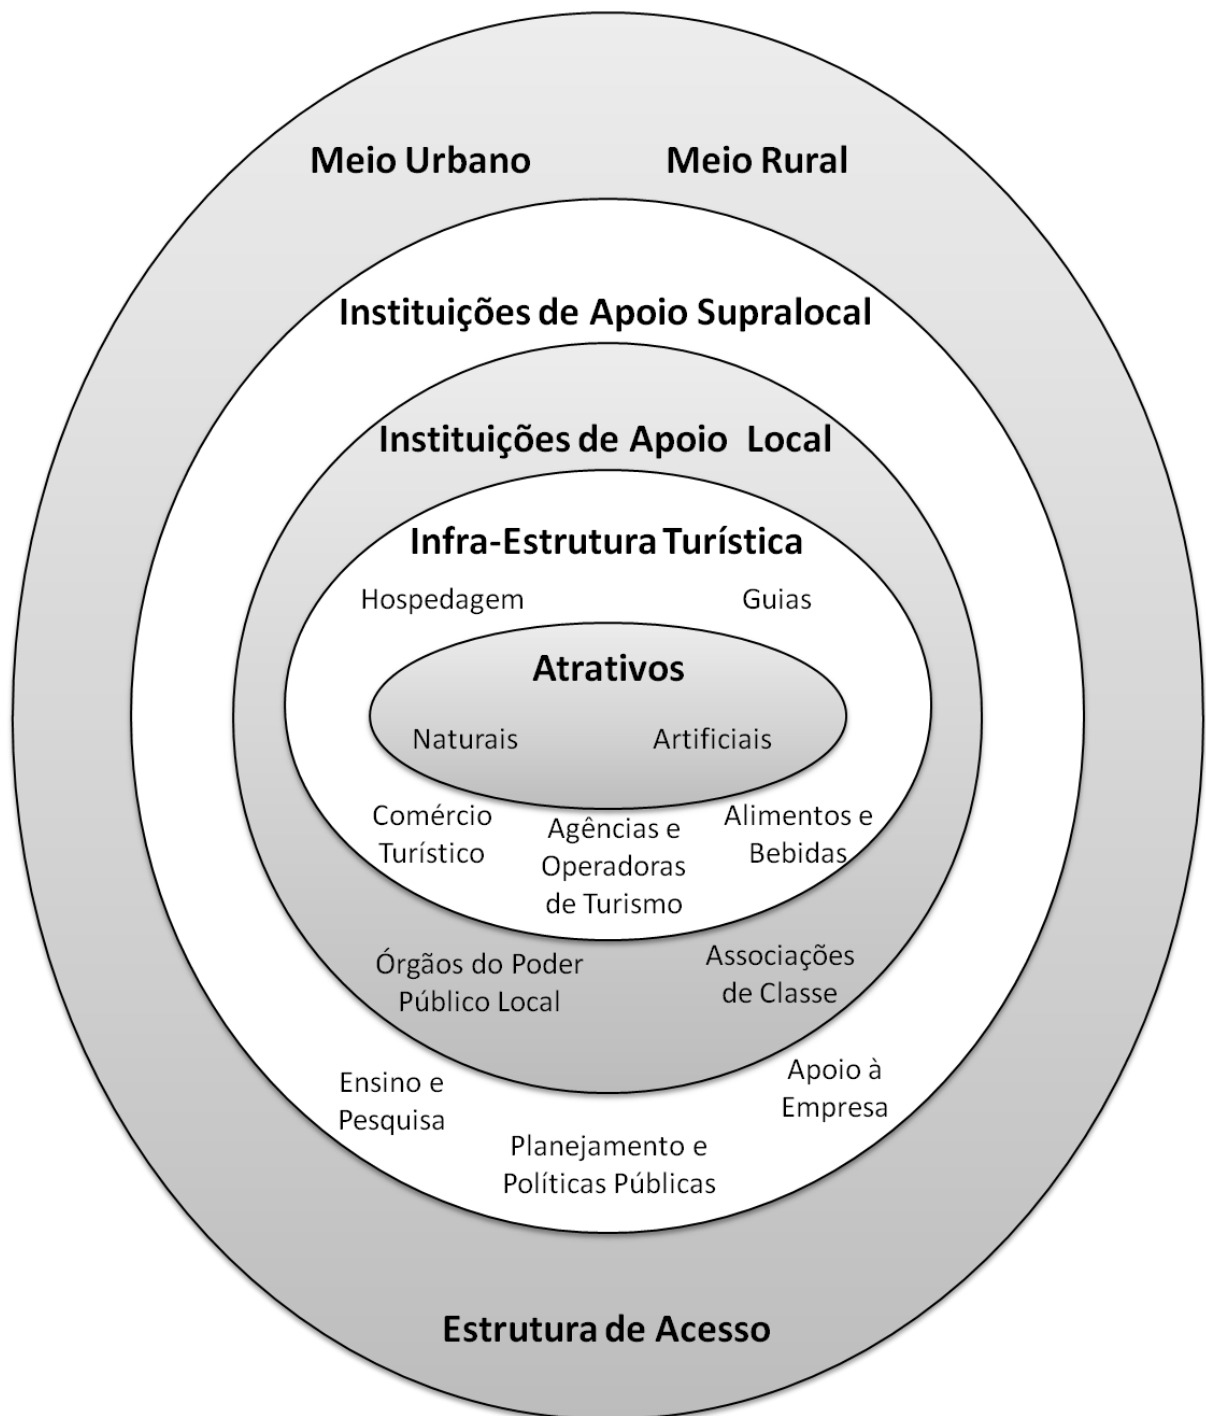 Meio Urbano
Meio Rural
Instituições de Apoio Supralocal
Instituições de Apoio Local
Infra-Estrutura Turística
Hospedagem
Guias
Atrativos
Naturais
Artificiais
Comércio
Turístico
Agências e
Operadoras
de Turismo
Alimentos e
Bebidas
Órgãos do Poder
Público Local
Associações
de Classe
Ensino e
Pesquisa
Planejamento e
Políticas Públicas
Apoio à
Empresa
Estrutura de Acesso